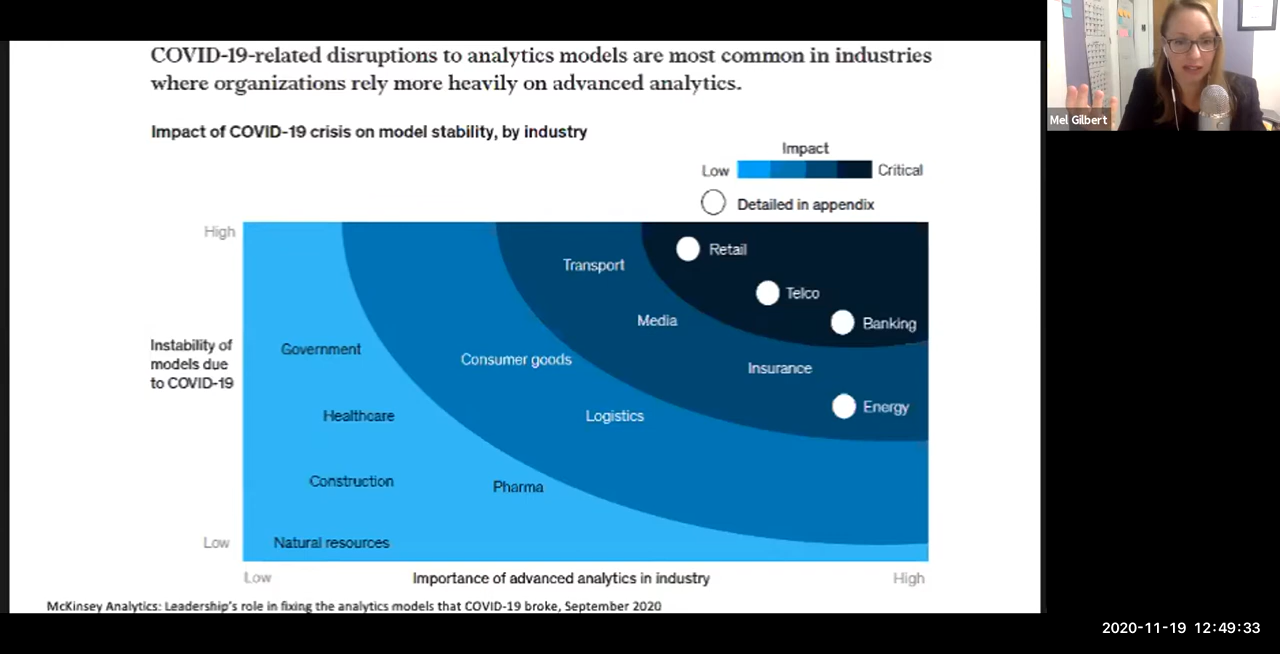 COVID-19-related disruptions to analytics models are most common in industries
where organizations rely more heavily on advanced analytics.
Mel Gilbert
Impact of COVID-19 crisis on model stability, by industry
Impact
Low
Critical
Detailed in appendix
High
Retail
Transport
Telco
Media
Banking
Instability of
models due
to COVID-19
Government
Consumer goods
Insurance
Energy
Healthcare
Logistics
Construction
Pharma
Low
Natural resources
Low
Importance of advanced analytics in industry
High
McKinsey Analytics: Leadership's role in fixing the analytics models that COVID-19 broke, September 2020
2020-11-19 12:49:33